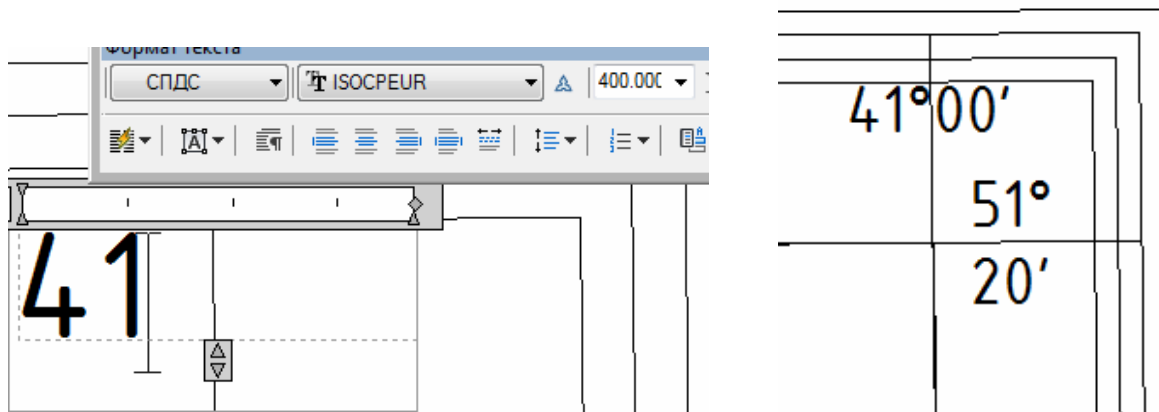 Формат текста
СПДС
ISOCPEUR
400.000
41
41°00′
51°
20′